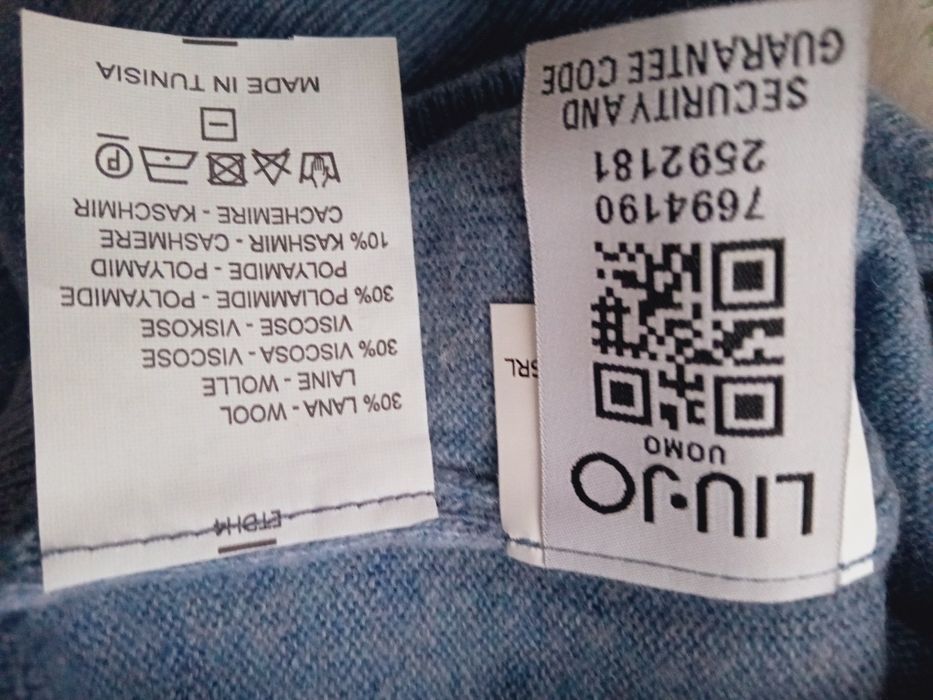 30% LANA - WOOL
LAINE - WOLLE
30% VISCOSA - VISCOSE
VISCOSE - VISKOSE
30% POLIAMMIDE - POLYAMIDE
POLYAMIDE - POLYAMID
10% KASHMIR - CASHMERE
CACHEMIRE - KASCHMIR
P
MADE IN TUNISIA
SRL
LIU·JO
UOMO
7694190
2592181
SECURITY AND
GUARANTEE CODE